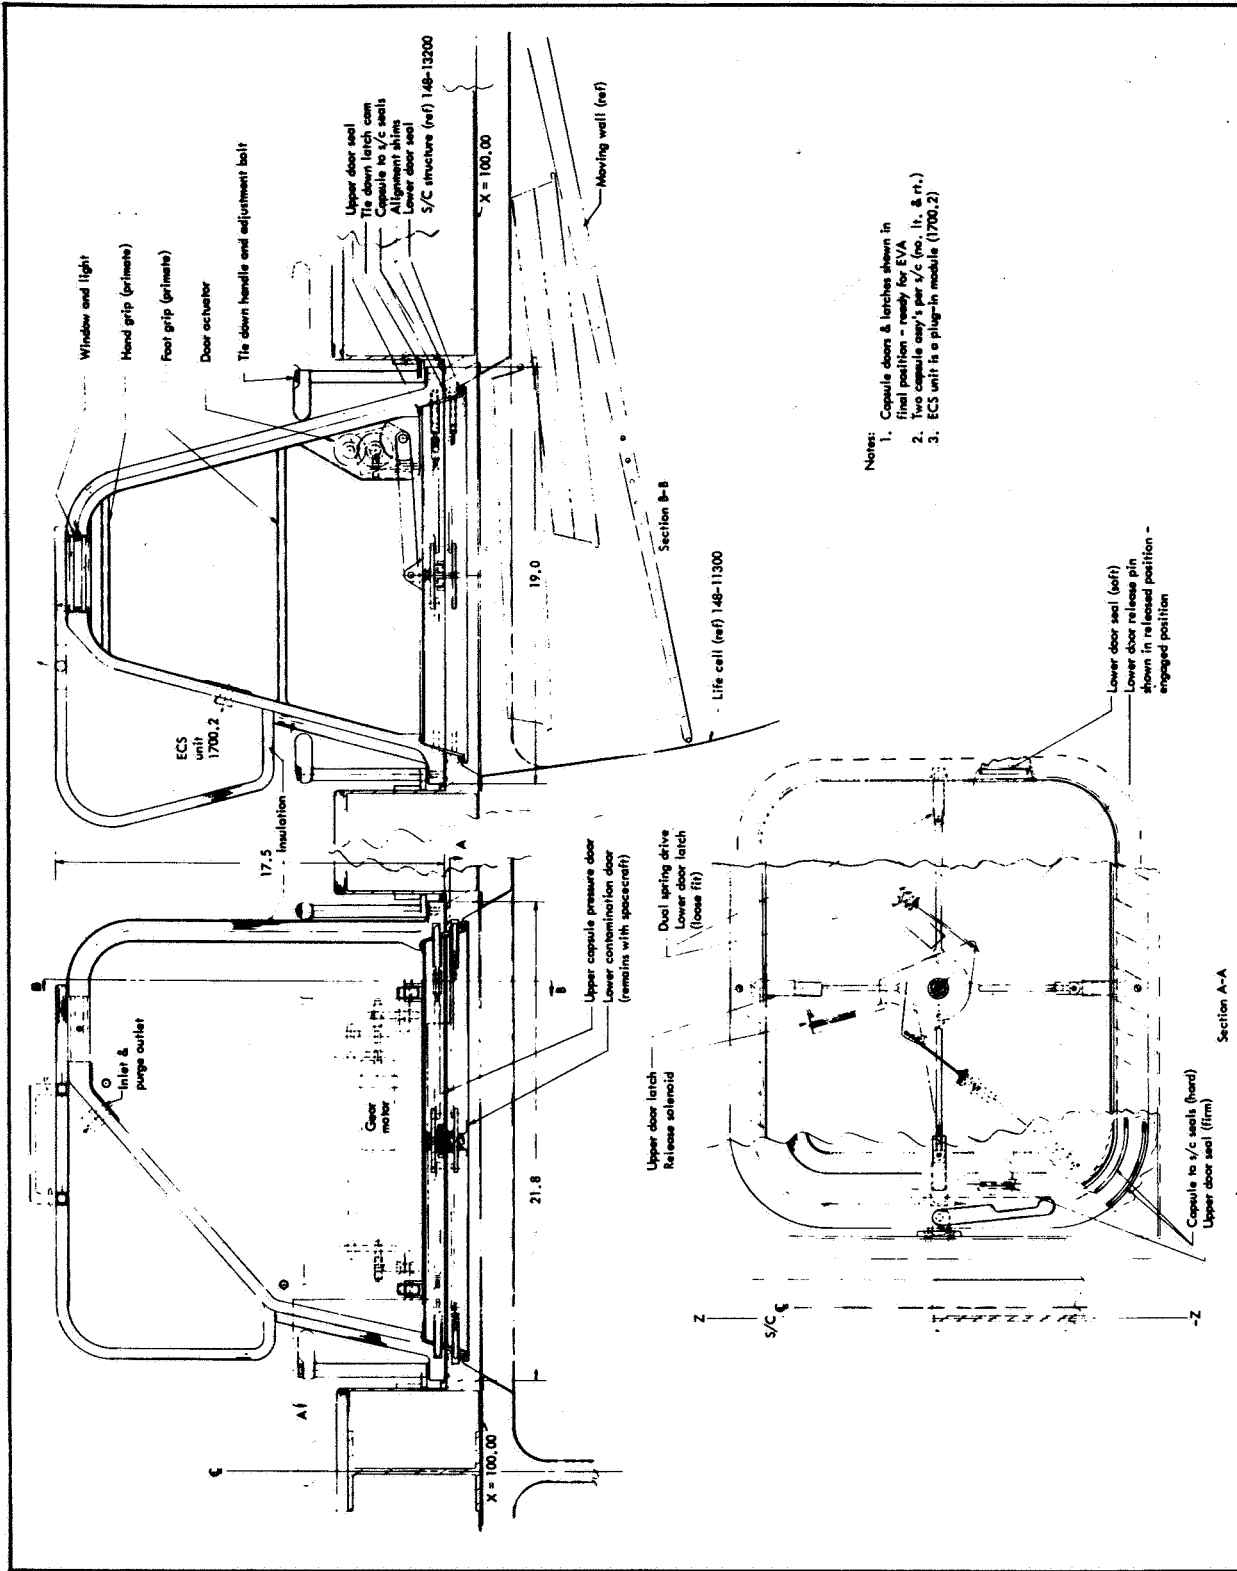 Window and light
Hand grip (primate)
Foot grip (primate)
Door actuator
Tie down handle and adjustment bolt
Upper door seal
Tie down latch cam
Capsule to s/c seals
Alignment shims
Lower door seal
S/C structure (ref) 148-13200
X = 100.00
Moving wall (ref)
ECS
unit
1700.2
19.0
Section B-B
Life cell (ref) 148-11300
Insulation
17.5
A
B
Inlet &
purge outlet
Gear
motor
B
21.8
A
X = 100.00
℄
Upper capsule pressure door
Lower contamination door
(remains with spacecraft)
Notes:
1. Capsule doors & latches shown in
final position - ready for EVA
2. Two capsule assy's per s/c (no. lt. & rt.)
3. ECS unit is a plug-in module (1700.2)
Dual spring drive
Lower door latch
(loose fit)
Upper door latch
Release solenoid
Lower door seal (soft)
Lower door release pin
shown in released position -
engaged position
Capsule to s/c seals (hard)
Upper door seal (firm)
Section A-A
Z
S/C ℄
-Z